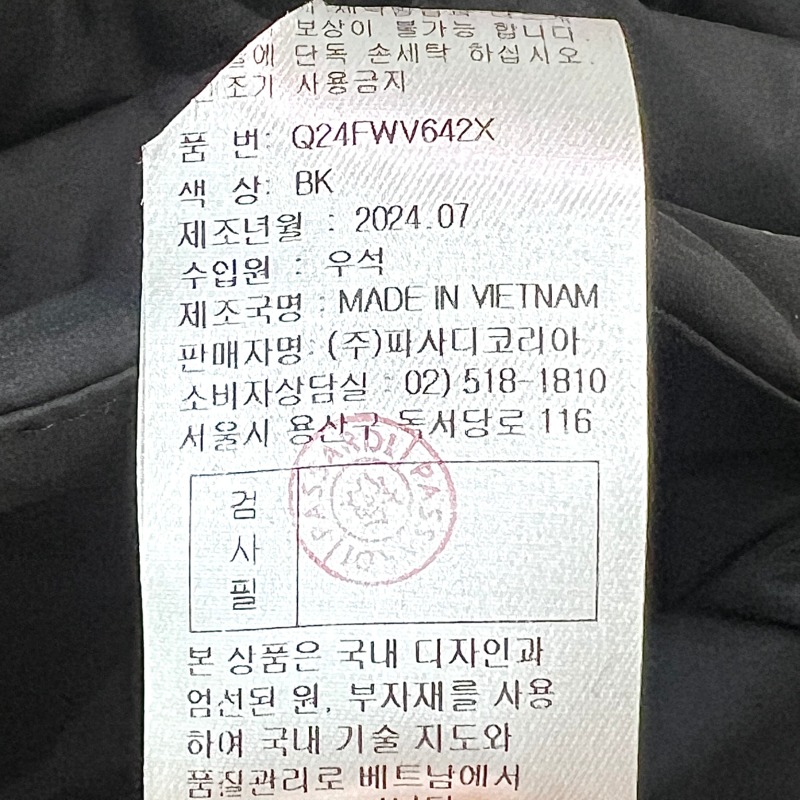 보상이 불가능 합니다.
단독 손세탁 하십시오.
사용금지
품 번: Q24FWV642X
색 상: BK
제조년월 : 2024.07
수입원 : 우석
제조국명 : MADE IN VIETNAM
판매자명: (주)파사디코리아
소비자상담실 : 02) 518-1810
서울시 용산구 독서당로 116
PASSARDI PASSARDI
검
사
필
본 상품은 국내 디자인과
엄선된 원, 부자재를 사용
하여 국내 기술 지도와
품질관리로 베트남에서